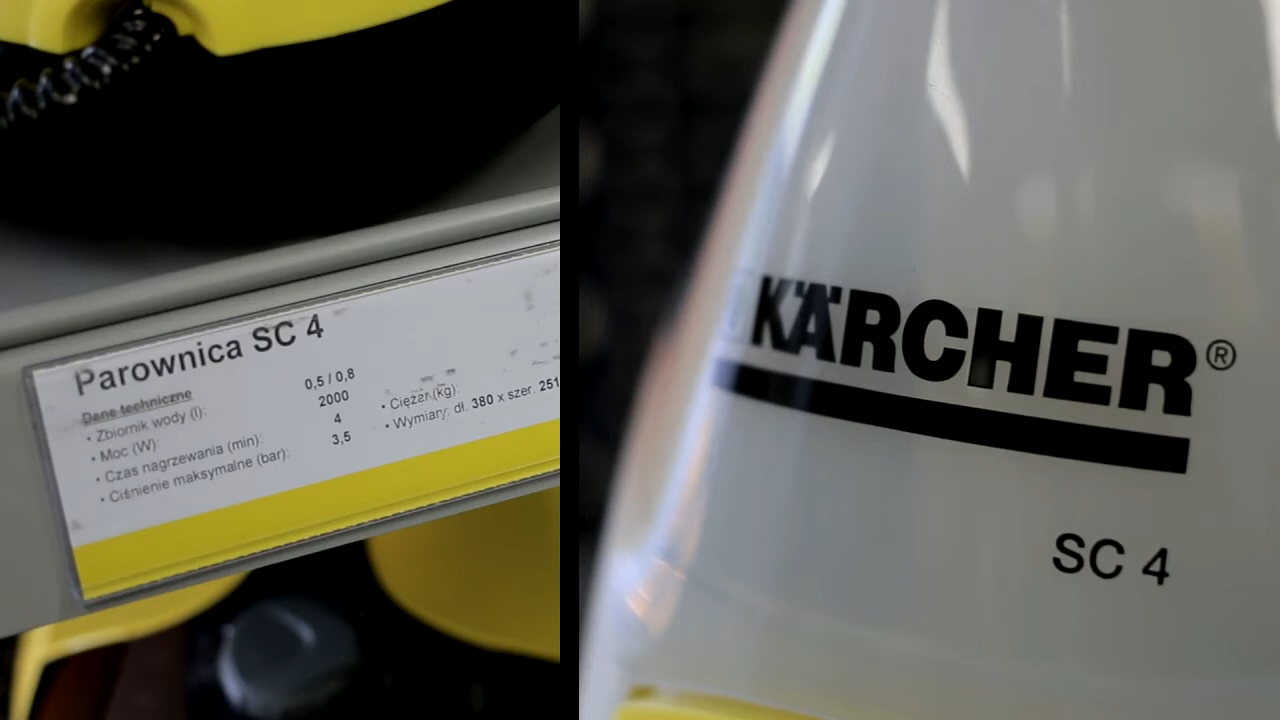 Parownica SC 4
Dane techniczne
• Zbiornik wody (l): 0,5 / 0,8
• Moc (W): 2000
• Czas nagrzewania (min): 4
• Ciśnienie maksymalne (bar): 3,5
• Ciężar (kg):
• Wymiary: dł. 380 x szer. 251
KÄRCHER®
SC 4